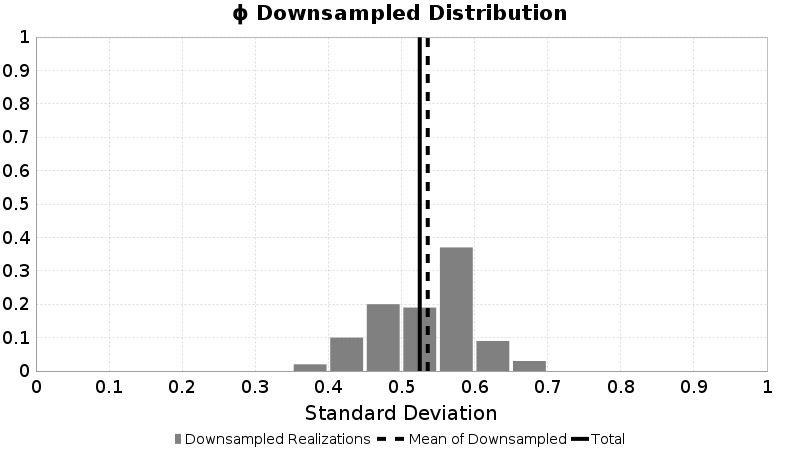 ϕ Downsampled Distribution
1
0.9
0.8
0.7
0.6
0.5
0.4
0.3
0.2
0.1
0
0 0.1 0.2 0.3 0.4 0.5 0.6 0.7 0.8 0.9 1
Standard Deviation
Downsampled Realizations Mean of Downsampled Total